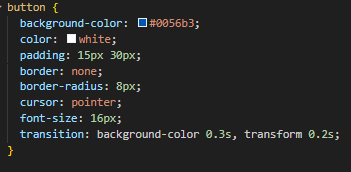 button {
    background-color: #0056b3;
    color: white;
    padding: 15px 30px;
    border: none;
    border-radius: 8px;
    cursor: pointer;
    font-size: 16px;
    transition: background-color 0.3s, transform 0.2s;
}